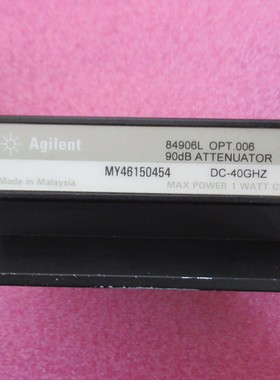 Agilent
84906L OPT.006
90dB ATTENUATOR
MY46150454 DC-40GHZ
Made in Malaysia
MAX POWER 1 WATT C